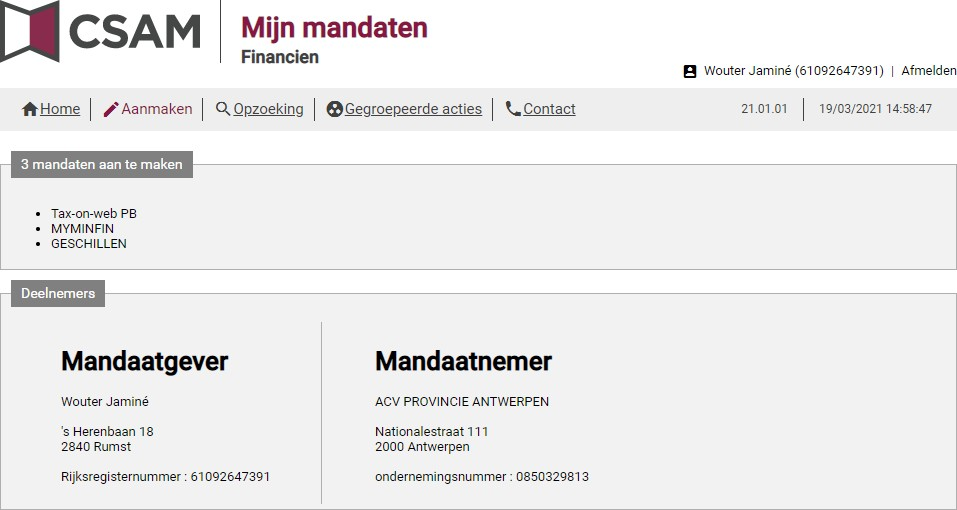 CSAM
Mijn mandaten
Financien
Wouter Jaminé (61092647391) | Afmelden
Home Aanmaken Opzoeking Gegroepeerde acties Contact 21.01.01 19/03/2021 14:58:47
3 mandaten aan te maken
• Tax-on-web PB
• MYMINFIN
• GESCHILLEN
Deelnemers
Mandaatgever
Wouter Jaminé
's Herenbaan 18
2840 Rumst
Rijksregisternummer : 61092647391
Mandaatnemer
ACV PROVINCIE ANTWERPEN
Nationalestraat 111
2000 Antwerpen
ondernemingsnummer : 0850329813